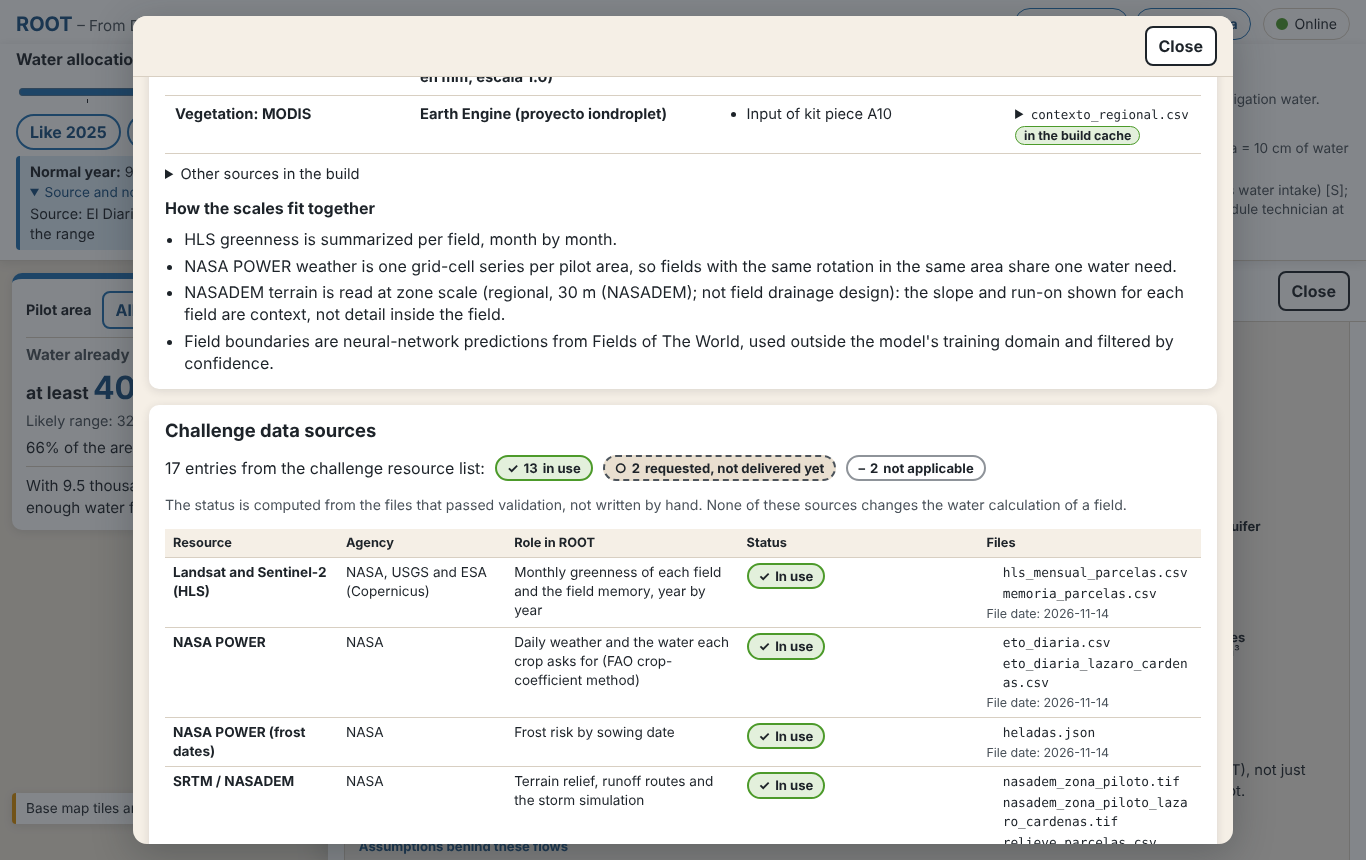 ROOT – From
Online
Water allocatio
Close
en mm, escala 1.0)
Vegetation: MODIS
Earth Engine (proyecto iondroplet)
• Input of kit piece A10
▶ contexto_regional.csv
in the build cache
igation water.
Like 2025
a = 10 cm of water
Normal year: 9
▼ Source and no
Source: El Diari
the range
water intake) [S];
dule technician at
▶ Other sources in the build
How the scales fit together
• HLS greenness is summarized per field, month by month.
• NASA POWER weather is one grid-cell series per pilot area, so fields with the same rotation in the same area share one water need.
• NASADEM terrain is read at zone scale (regional, 30 m (NASADEM); not field drainage design): the slope and run-on shown for each
field are context, not detail inside the field.
• Field boundaries are neural-network predictions from Fields of The World, used outside the model's training domain and filtered by
confidence.
Close
Pilot area
Al
Water already
at least 40
Likely range: 32
66% of the are
With 9.5 thousa
enough water f
Challenge data sources
17 entries from the challenge resource list:
✓ 13 in use
○ 2 requested, not delivered yet
– 2 not applicable
The status is computed from the files that passed validation, not written by hand. None of these sources changes the water calculation of a field.
Resource
Agency
Role in ROOT
Status
Files
Landsat and Sentinel-2
(HLS)
NASA, USGS and ESA
(Copernicus)
Monthly greenness of each field
and the field memory, year by
year
✓ In use
hls_mensual_parcelas.csv
memoria_parcelas.csv
File date: 2026-11-14
NASA POWER
NASA
Daily weather and the water each
crop asks for (FAO crop-
coefficient method)
✓ In use
eto_diaria.csv
eto_diaria_lazaro_carden
as.csv
File date: 2026-11-14
NASA POWER (frost
dates)
NASA
Frost risk by sowing date
✓ In use
heladas.json
File date: 2026-11-14
SRTM / NASADEM
NASA
Terrain relief, runoff routes and
the storm simulation
✓ In use
nasadem_zona_piloto.tif
nasadem_zona_piloto_laza
ro_cardenas.tif
relieve_parcelas.csv
uifer
es
T), not just
ot.
Base map tiles ar
Assumptions behind these flows